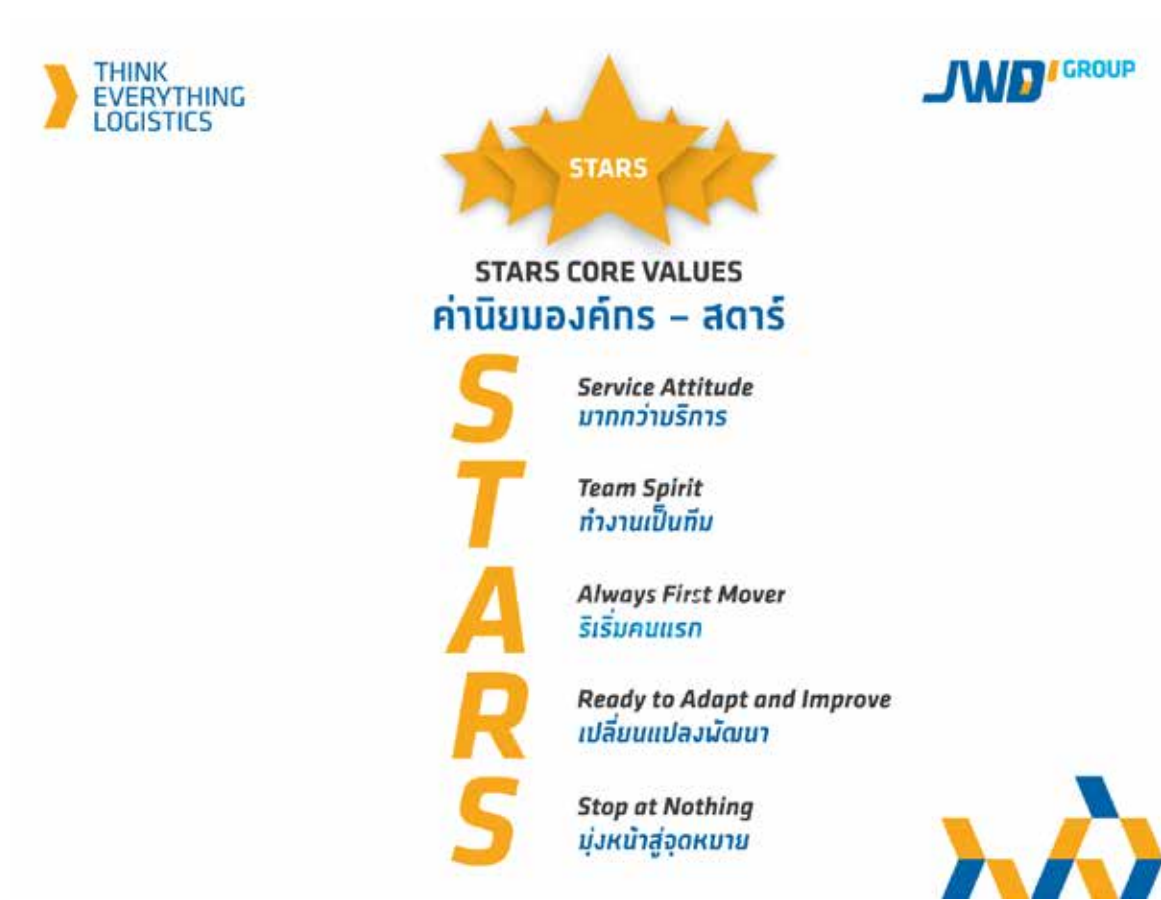 THINK
EVERYTHING
LOGISTICS
JWD GROUP
STARS
STARS CORE VALUES
ค่านิยมองค์กร – สตาร์
S
Service Attitude
มากกว่าบริการ
T
Team Spirit
ทำงานเป็นทีม
A
Always First Mover
ริเริ่มคนแรก
R
Ready to Adapt and Improve
เปลี่ยนแปลงพัฒนา
S
Stop at Nothing
มุ่งหน้าสู่จุดหมาย